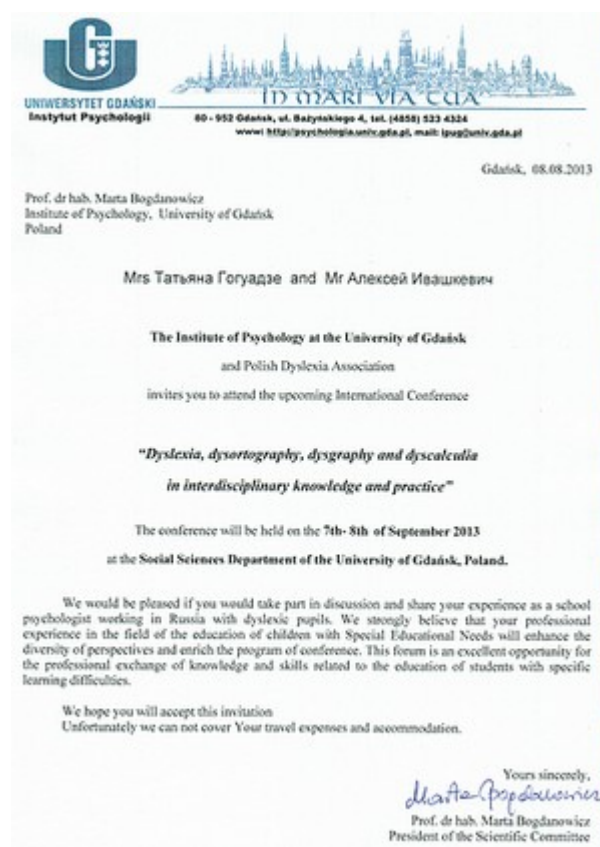 UNIWERSYTET GDAŃSKI
Instytut Psychologii
IN MARI VIA TUA
80 - 952 Gdańsk, ul. Bażyńskiego 4, tel. (4858) 523 4324
www: http:/psychologia.univ.gda.pl, mail: ipug@univ.gda.pl
Gdańsk, 08.08.2013
Prof. dr hab. Marta Bogdanowicz
Institute of Psychology, University of Gdańsk
Poland
Mrs Татьяна Гогуадзе and Mr Алексей Ивашкевич
The Institute of Psychology at the University of Gdańsk
and Polish Dyslexia Association
invites you to attend the upcoming International Conference
“Dyslexia, dysortography, dysgraphy and dyscalculia
in interdisciplinary knowledge and practice”
The conference will be held on the 7th- 8th of September 2013
at the Social Sciences Department of the University of Gdańsk, Poland.
We would be pleased if you would take part in discussion and share your experience as a school
psychologist working in Russia with dyslexic pupils. We strongly believe that your professional
experience in the field of the education of children with Special Educational Needs will enhance the
diversity of perspectives and enrich the program of conference. This forum is an excellent opportunity for
the professional exchange of knowledge and skills related to the education of students with specific
learning difficulties.
We hope you will accept this invitation
Unfortunately we can not cover Your travel expenses and accommodation.
Yours sincerely,
Marta Bogdanowicz
Prof. dr hab. Marta Bogdanowicz
President of the Scientific Committee